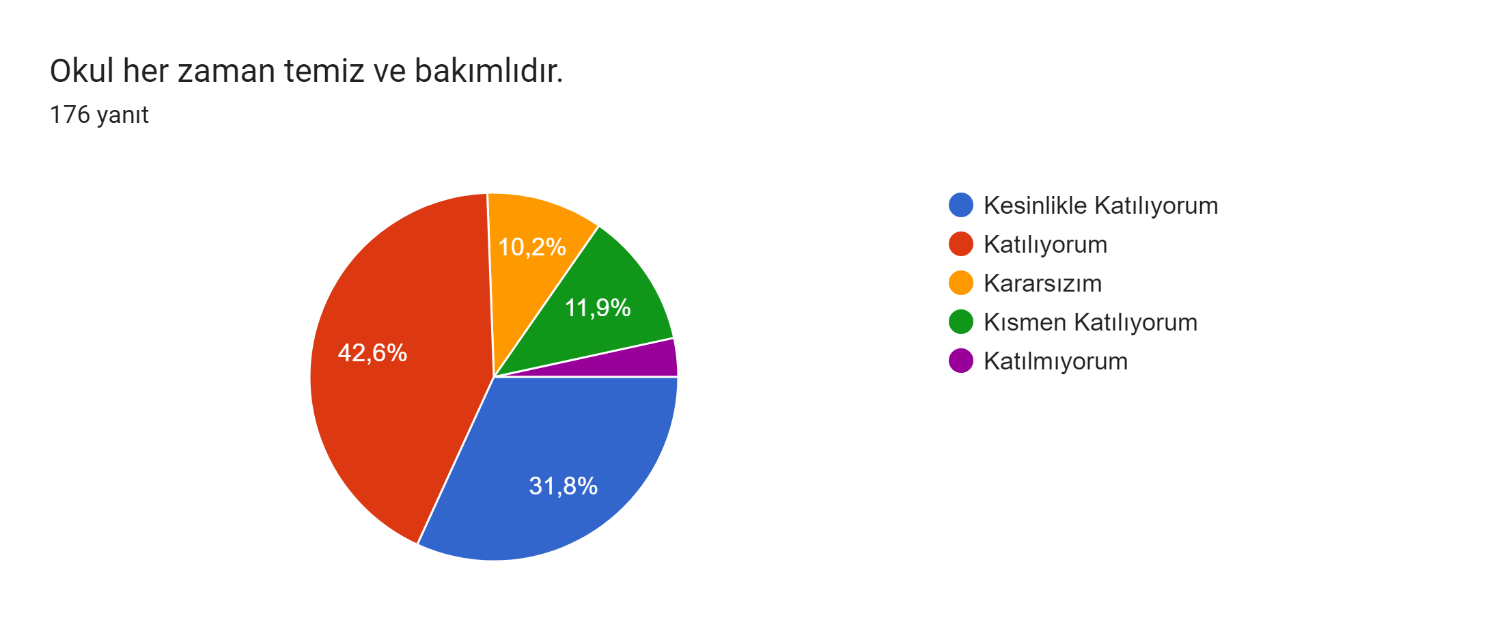 Okul her zaman temiz ve bakımlıdır.
176 yanıt
10,2%
11,9%
42,6%
31,8%
Kesinlikle Katılıyorum
Katılıyorum
Kararsızım
Kısmen Katılıyorum
Katılmıyorum